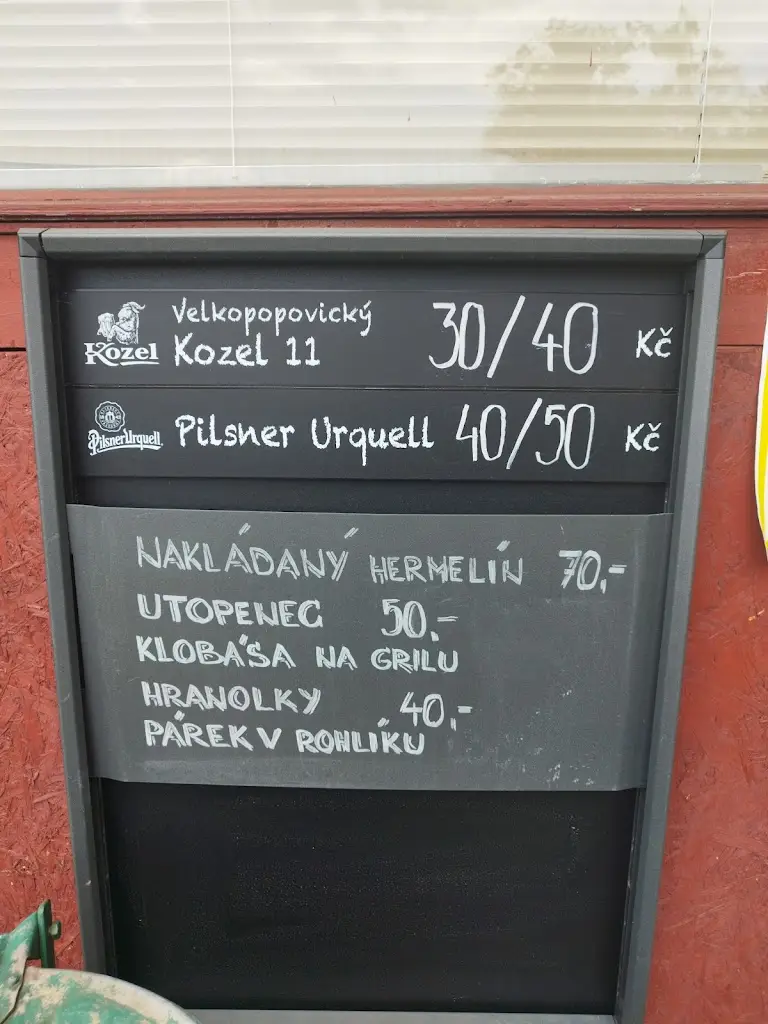 Kozel
Velkopopovický
Kozel 11 30/40 Kč
Pilsner Urquell
Pilsner Urquell 40/50 Kč
NAKLÁDANÝ HERMELÍN 70,-
UTOPENEC 50,-
KLOBÁSA NA GRILU
HRANOLKY 40,-
PÁREK V ROHLÍKU